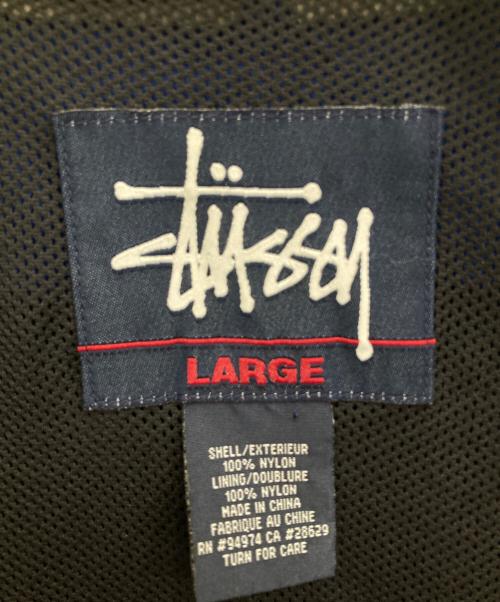 stüssy
LARGE
SHELL/EXTERIEUR
100% NYLON
LINING/DOUBLURE
100% NYLON
MADE IN CHINA
FABRIQUE AU CHINE
RN #94974 CA #28629
TURN FOR CARE